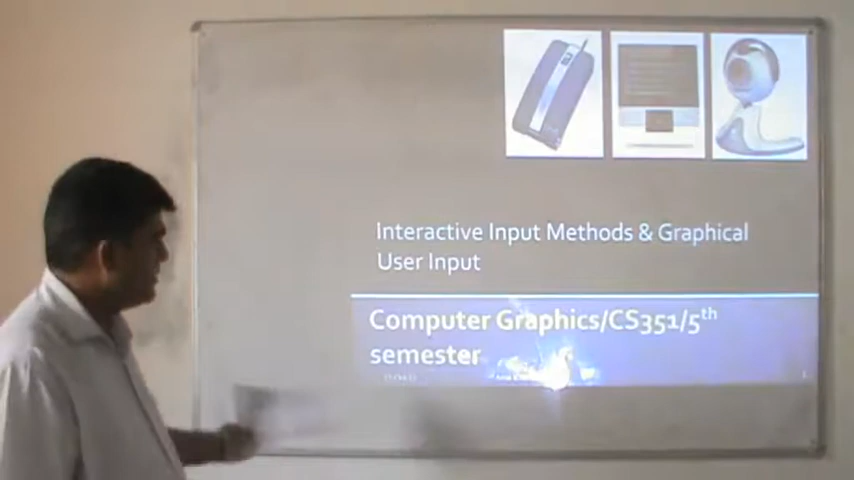 Interactive Input Methods & Graphical
User Input
Computer Graphics/CS351/5th
semester